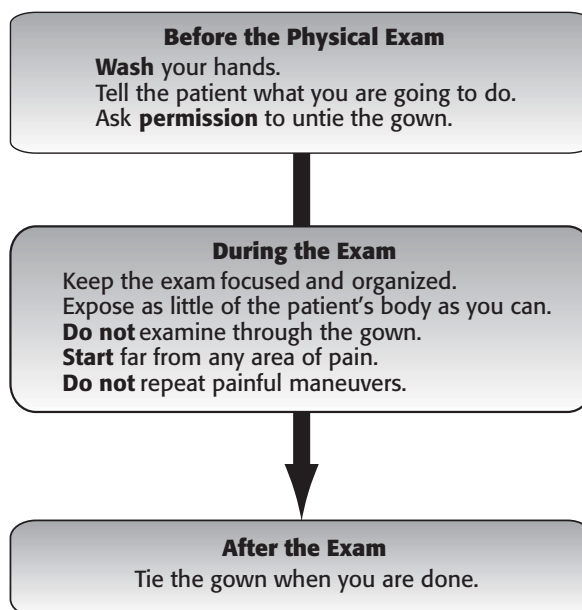 Before the Physical Exam
Wash your hands.
Tell the patient what you are going to do.
Ask permission to untie the gown.
During the Exam
Keep the exam focused and organized.
Expose as little of the patient's body as you can.
Do not examine through the gown.
Start far from any area of pain.
Do not repeat painful maneuvers.
After the Exam
Tie the gown when you are done.